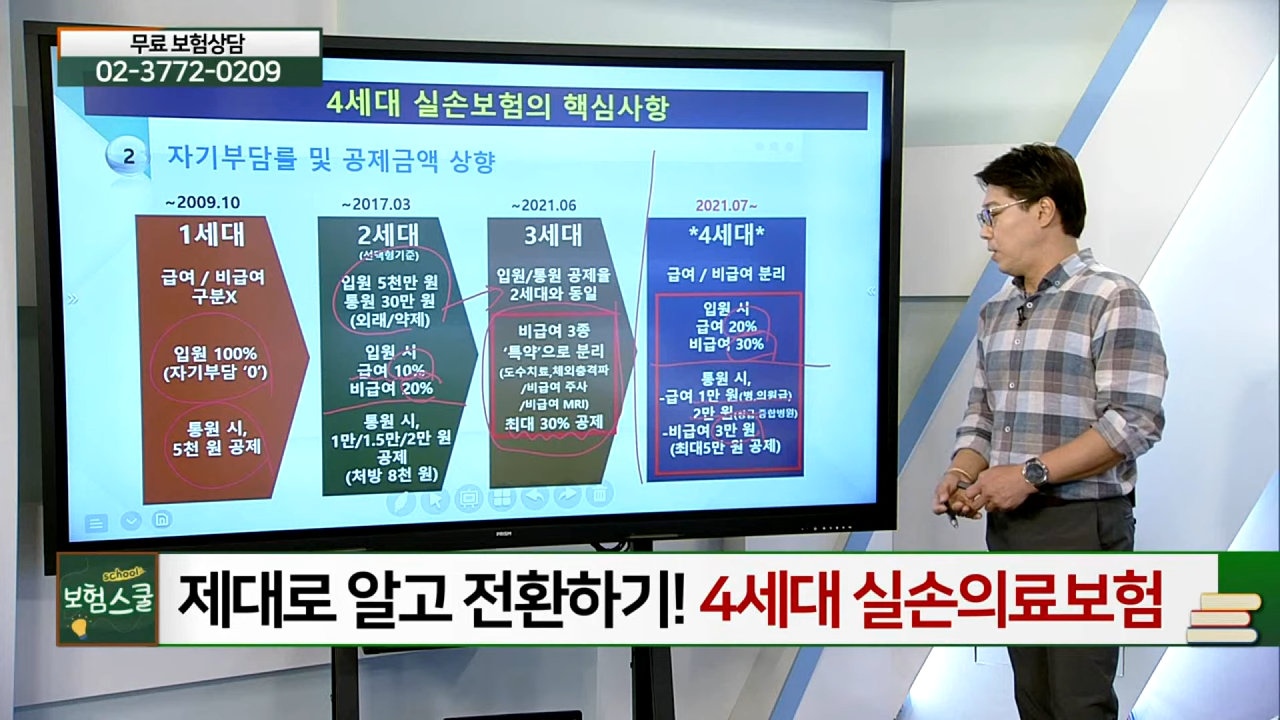 무료 보험상담
02-3772-0209
4세대 실손보험의 핵심사항
2 자기부담률 및 공제금액 상향
~2009.10
1세대
급여 / 비급여
구분X
입원 100%
(자기부담 '0')
통원 시,
5천 원 공제
~2017.03
2세대
(선택형기준)
입원 5천만 원
통원 30만 원
(외래/약제)
입원 시
급여 10%
비급여 20%
통원 시,
1만/1.5만/2만 원
공제
(처방 8천 원)
~2021.06
3세대
입원/통원 공제율
2세대와 동일
비급여 3종
'특약'으로 분리
(도수치료,체외충격파
/비급여 주사
/비급여 MRI)
최대 30% 공제
2021.07~
*4세대*
급여 / 비급여 분리
입원 시
급여 20%
비급여 30%
통원 시,
-급여 1만 원(병,의원급)
2만 원(상급,종합병원)
-비급여 3만 원
(최대5만 원 공제)
PRISM
school
보험스쿨
제대로 알고 전환하기! 4세대 실손의료보험